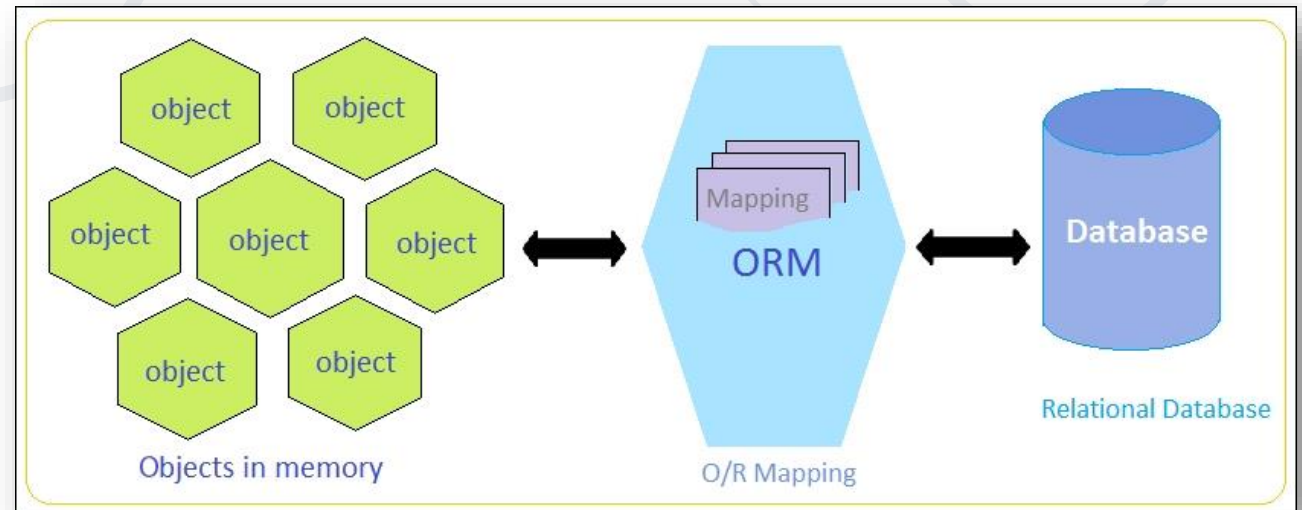 object
object
object
object
object
object
object
Objects in memory
Mapping
ORM
O/R Mapping
Database
Relational Database